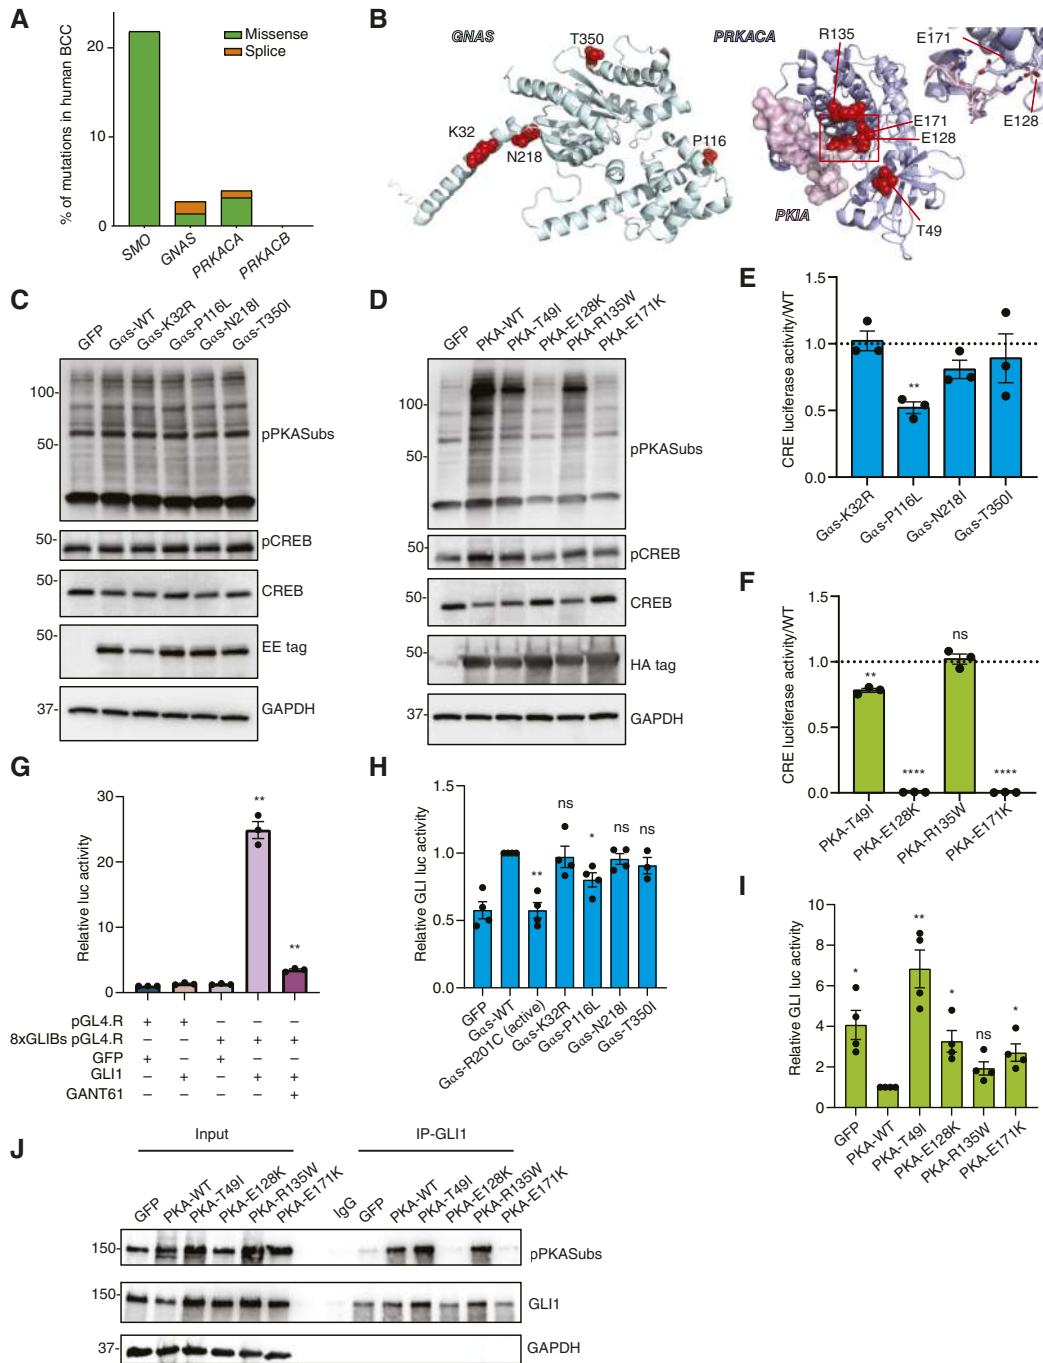 A
% of mutations in human BCC
20
10
0
Missense
Splice
SMO
GNAS
PRKACA
PRKACB
B
GNAS
T350
K32
N218
P116
PRKACA
R135
E171
E128
T49
PKIA
E171
E128
C
GFP
Gαs-WT
Gαs-K32R
Gαs-P116L
Gαs-N218I
Gαs-T350I
100-
50-
pPKASubs
50-
pCREB
50-
CREB
50-
EE tag
37-
GAPDH
D
GFP
PKA-WT
PKA-T49I
PKA-E128K
PKA-R135W
PKA-E171K
100-
50-
pPKASubs
50-
pCREB
50-
CREB
50-
HA tag
37-
GAPDH
E
CRE luciferase activity/WT
1.5
1.0
0.5
0.0
**
Gαs-K32R
Gαs-P116L
Gαs-N218I
Gαs-T350I
F
CRE luciferase activity/WT
1.5
1.0
0.5
0.0
**
****
ns
****
PKA-T49I
PKA-E128K
PKA-R135W
PKA-E171K
G
Relative luc activity
30
20
10
0
**
**
pGL4.R + + – – –
8xGLIBs pGL4.R – – + + +
GFP + – + – –
GLI1 – + – + +
GANT61 – – – – +
H
Relative GLI luc activity
1.5
1.0
0.5
0.0
**
ns
*
ns
ns
GFP
Gαs-WT
Gαs-R201C (active)
Gαs-K32R
Gαs-P116L
Gαs-N218I
Gαs-T350I
I
Relative GLI luc activity
10
8
6
4
2
0
*
**
*
ns
*
GFP
PKA-WT
PKA-T49I
PKA-E128K
PKA-R135W
PKA-E171K
J
Input
IP-GLI1
GFP
PKA-WT
PKA-T49I
PKA-E128K
PKA-R135W
PKA-E171K
IgG
GFP
PKA-WT
PKA-T49I
PKA-E128K
PKA-R135W
PKA-E171K
150-
pPKASubs
150-
GLI1
37-
GAPDH